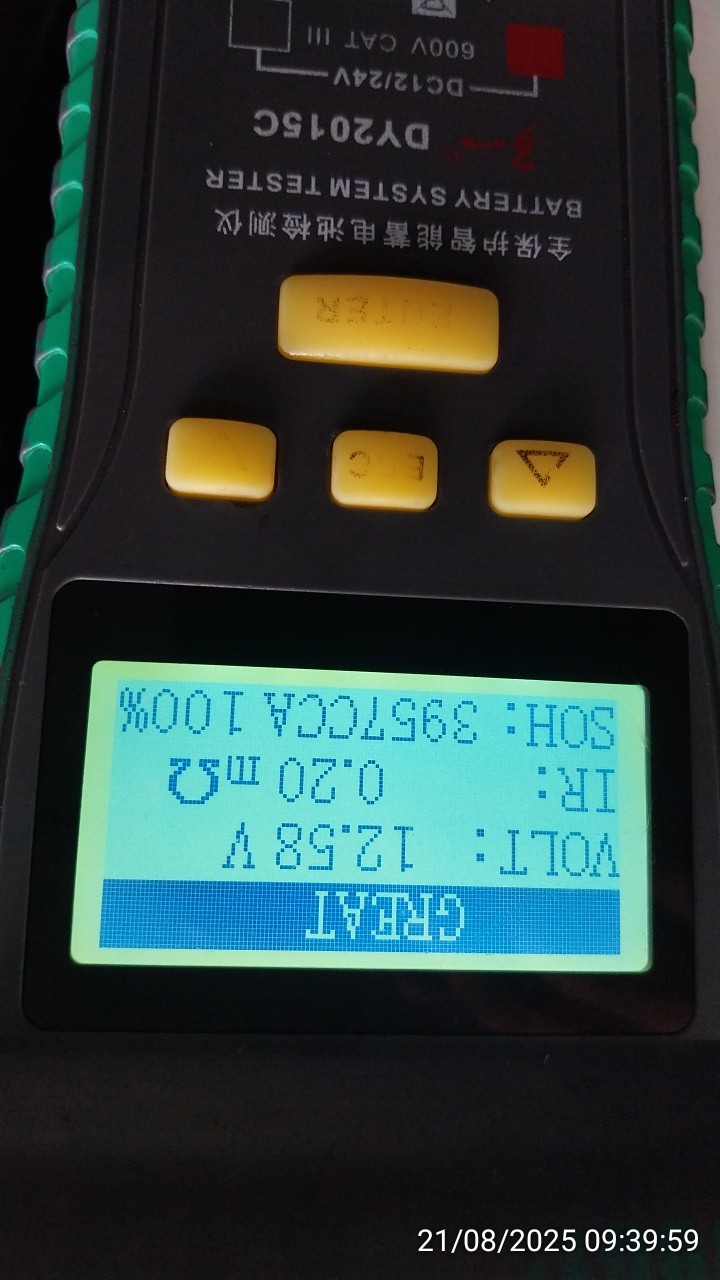 GREAT
VOLT: 12.58 V
IR: 0.20 mΩ
SOH: 3957CCA 100%
ENTER
全保护智能蓄电池检测仪
BATTERY SYSTEM TESTER
DY2015C
DC12/24V
600V CAT III
21/08/2025 09:39:59